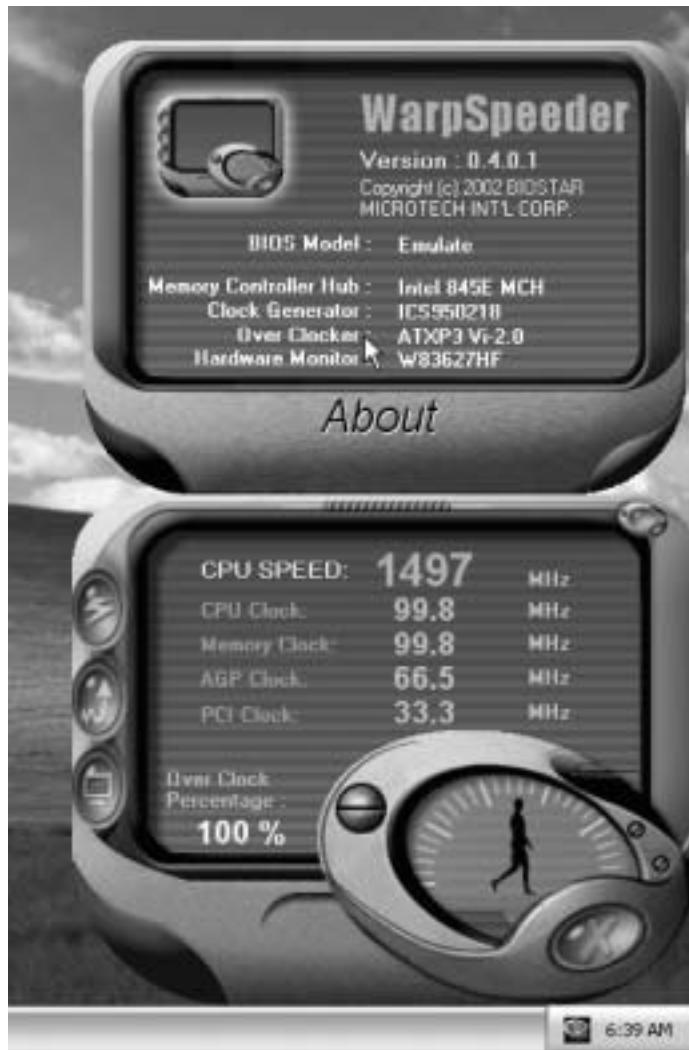 WarpSpeeder
Version : 0.4.0.1
Copyright (c) 2002 BIOSTAR
MICROTECH INT'L CORP.
BIOS Model : Emulate
Memory Controller Hub : Intel 845E MCH
Clock Generator : ICS950218
Over Clocker : ATXP3 Vi-2.0
Hardware Monitor : W83627HF
About
CPU SPEED: 1497 MHz
CPU Clock: 99.8 MHz
Memory Clock: 99.8 MHz
AGP Clock: 66.5 MHz
PCI Clock: 33.3 MHz
Over Clock
Percentage :
100 %
6:39 AM